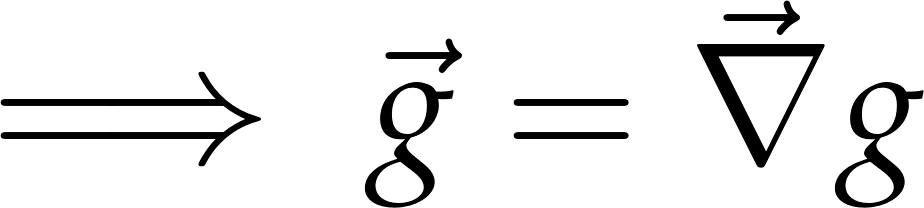 ⟹ g⃗ = ∇⃗g